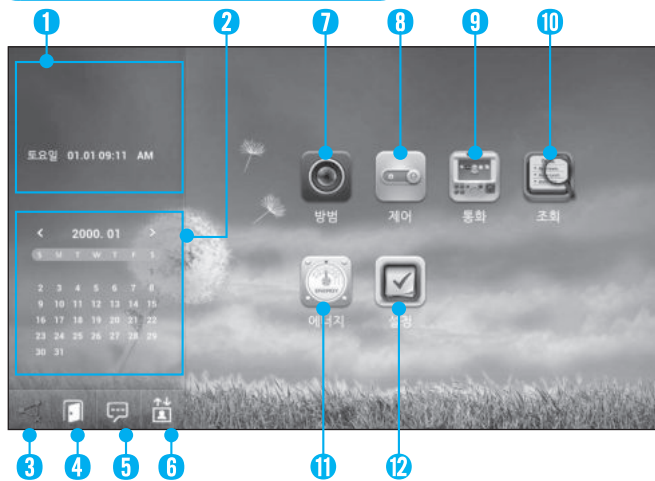 1 2 7 8 9 10
토요일 01.01 09:11 AM
방범 제어 통화 조회
< 2000. 01 >
S M T W T F S
1
2 3 4 5 6 7 8
9 10 11 12 13 14 15
16 17 18 19 20 21 22
23 24 25 26 27 28 29
30 31
ENERGY
에너지 설정
3 4 5 6 11 12